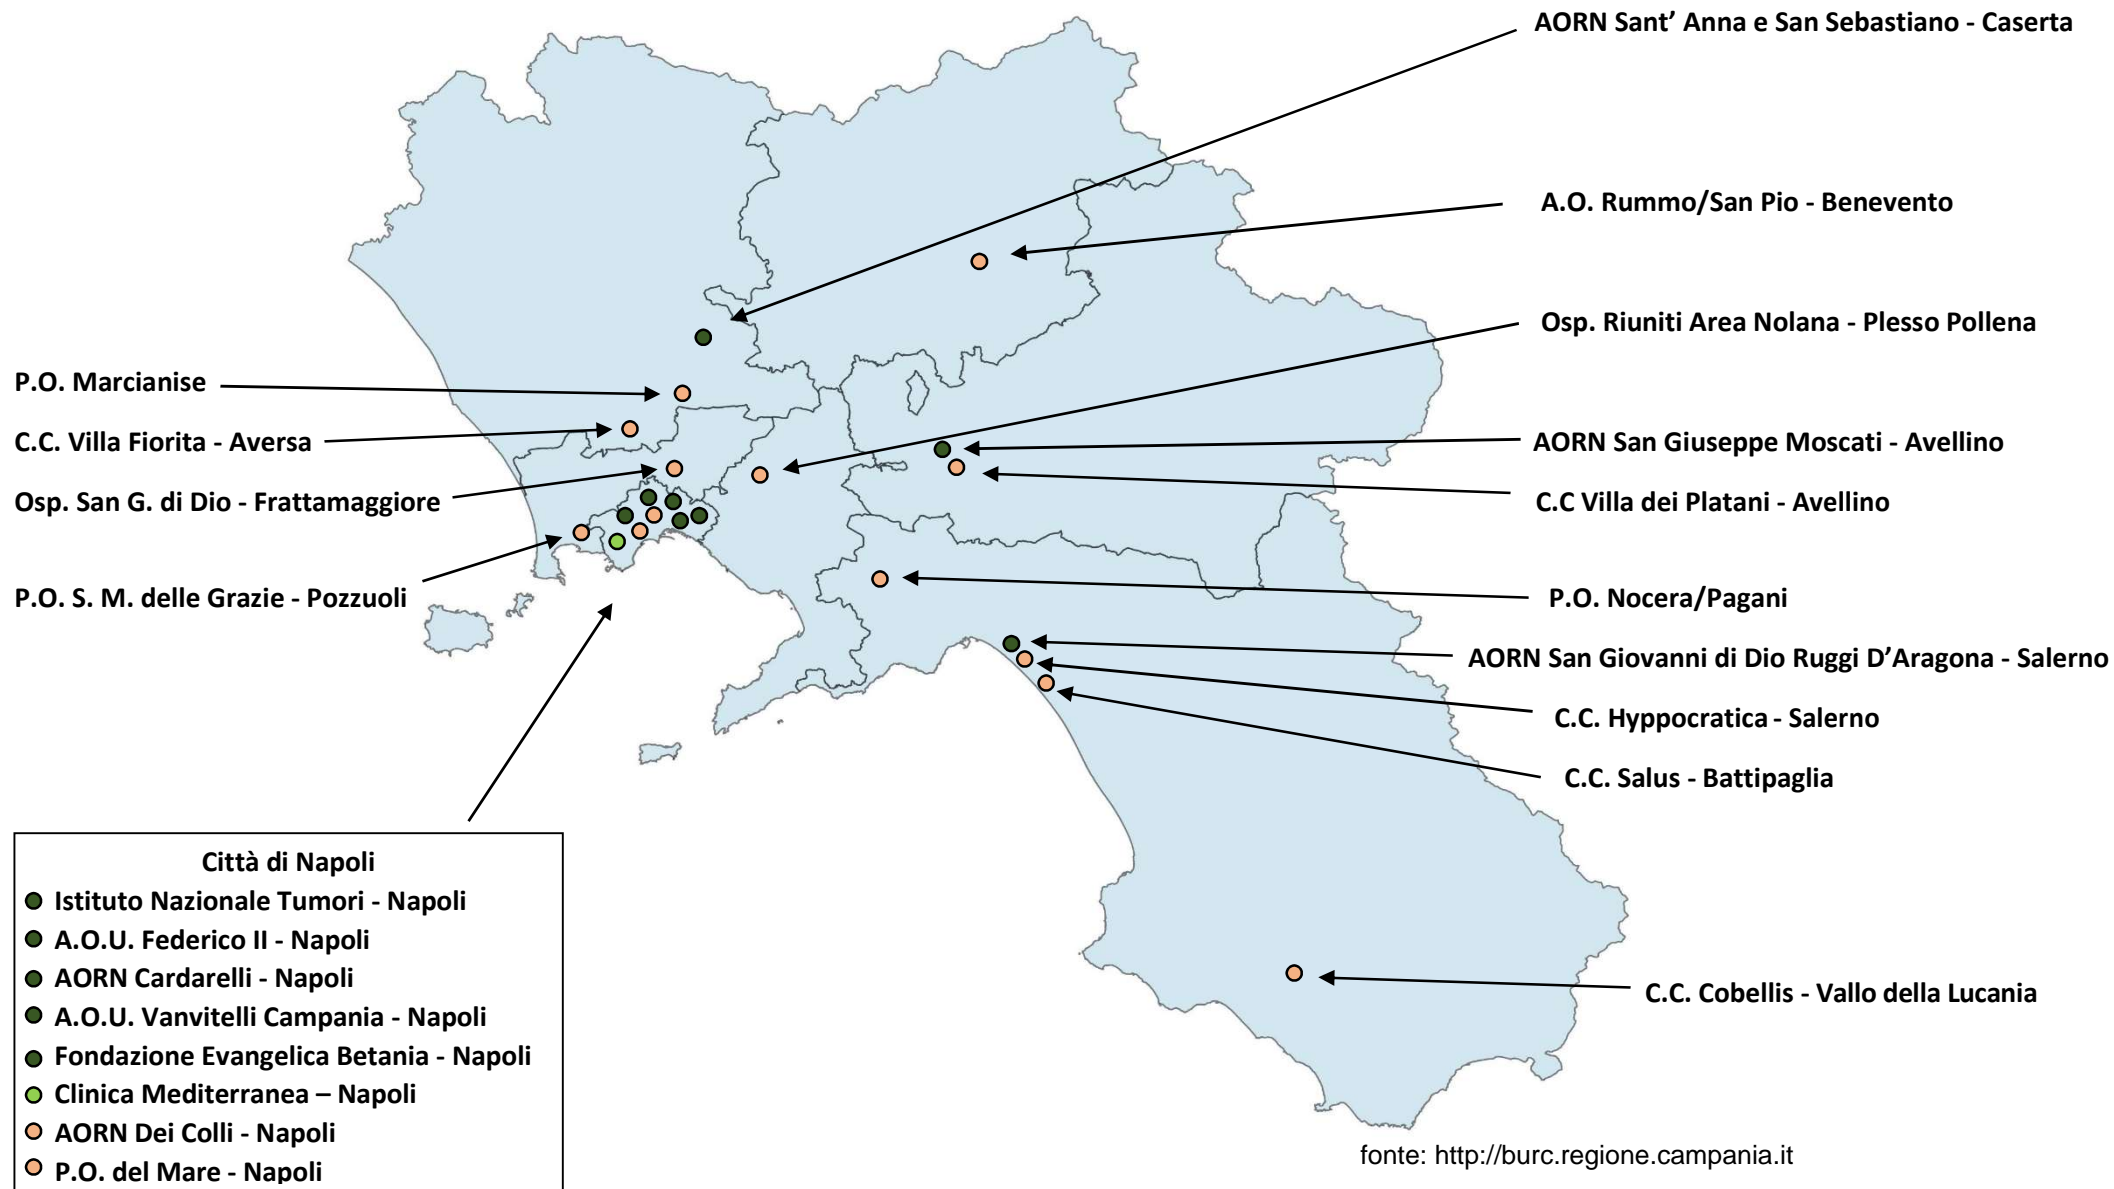 AORN Sant’ Anna e San Sebastiano - Caserta
A.O. Rummo/San Pio - Benevento
Osp. Riuniti Area Nolana - Plesso Pollena
P.O. Marcianise
C.C. Villa Fiorita - Aversa
AORN San Giuseppe Moscati - Avellino
Osp. San G. di Dio - Frattamaggiore
C.C Villa dei Platani - Avellino
P.O. S. M. delle Grazie - Pozzuoli
P.O. Nocera/Pagani
AORN San Giovanni di Dio Ruggi D’Aragona - Salerno
C.C. Hyppocratica - Salerno
C.C. Salus - Battipaglia
Città di Napoli
Istituto Nazionale Tumori - Napoli
A.O.U. Federico II - Napoli
AORN Cardarelli - Napoli
A.O.U. Vanvitelli Campania - Napoli
Fondazione Evangelica Betania - Napoli
Clinica Mediterranea – Napoli
AORN Dei Colli - Napoli
P.O. del Mare - Napoli
C.C. Cobellis - Vallo della Lucania
fonte: http://burc.regione.campania.it